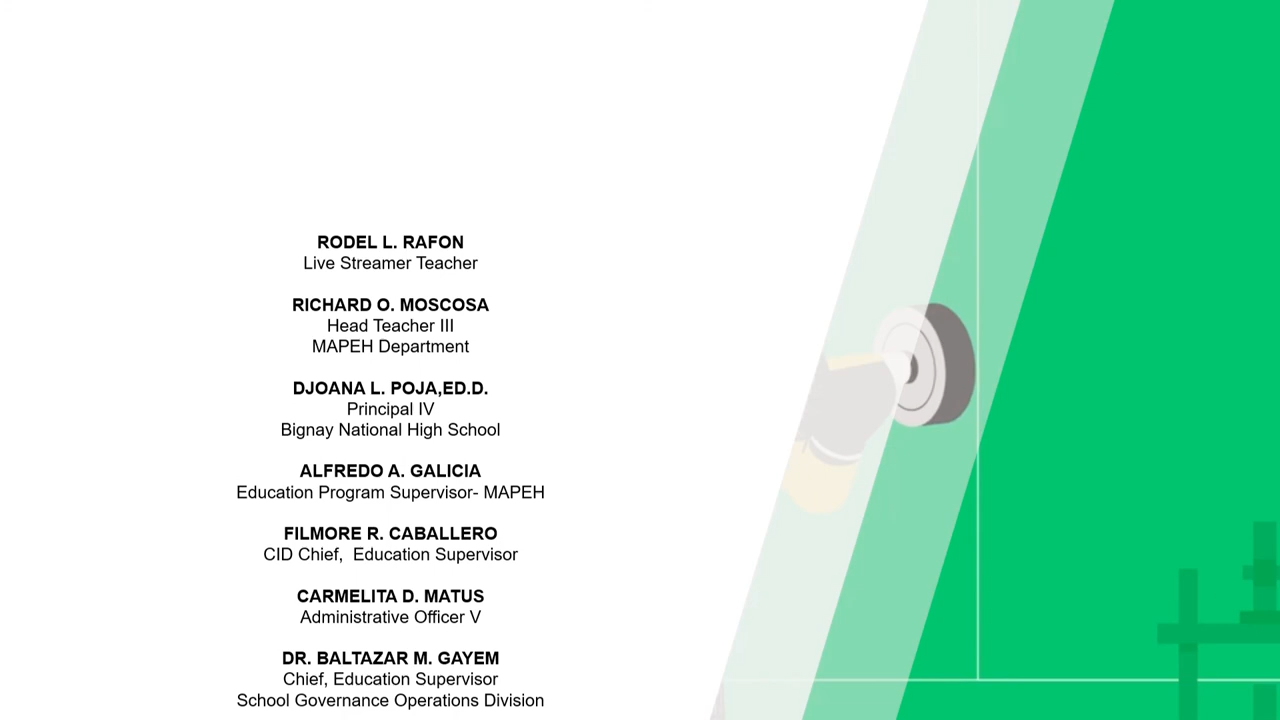 RODEL L. RAFON
Live Streamer Teacher
RICHARD O. MOSCOSA
Head Teacher III
MAPEH Department
DJOANA L. POJA,ED.D.
Principal IV
Bignay National High School
ALFREDO A. GALICIA
Education Program Supervisor- MAPEH
FILMORE R. CABALLERO
CID Chief,  Education Supervisor
CARMELITA D. MATUS
Administrative Officer V
DR. BALTAZAR M. GAYEM
Chief, Education Supervisor
School Governance Operations Division